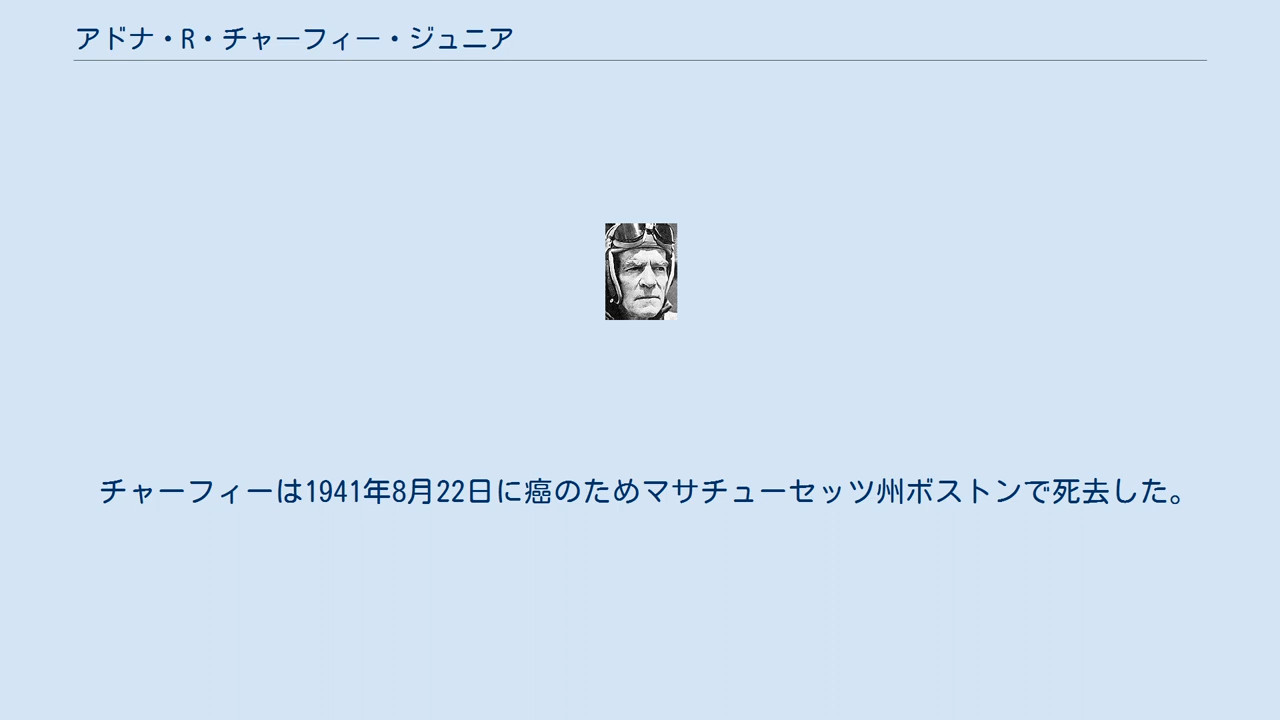 アドナ・R・チャーフィー・ジュニア
チャーフィーは1941年8月22日に癌のためマサチューセッツ州ボストンで死去した。